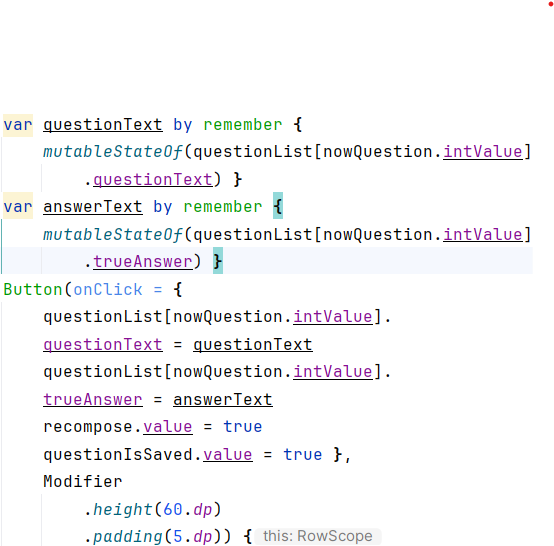 var questionText by remember {
mutableStateOf(questionList[nowQuestion.intValue]
.questionText) }
var answerText by remember {
mutableStateOf(questionList[nowQuestion.intValue]
.trueAnswer) }
Button(onClick = {
questionList[nowQuestion.intValue].
questionText = questionText
questionList[nowQuestion.intValue].
trueAnswer = answerText
recompose.value = true
questionIsSaved.value = true },
Modifier
.height(60.dp)
.padding(5.dp)) { this: RowScope